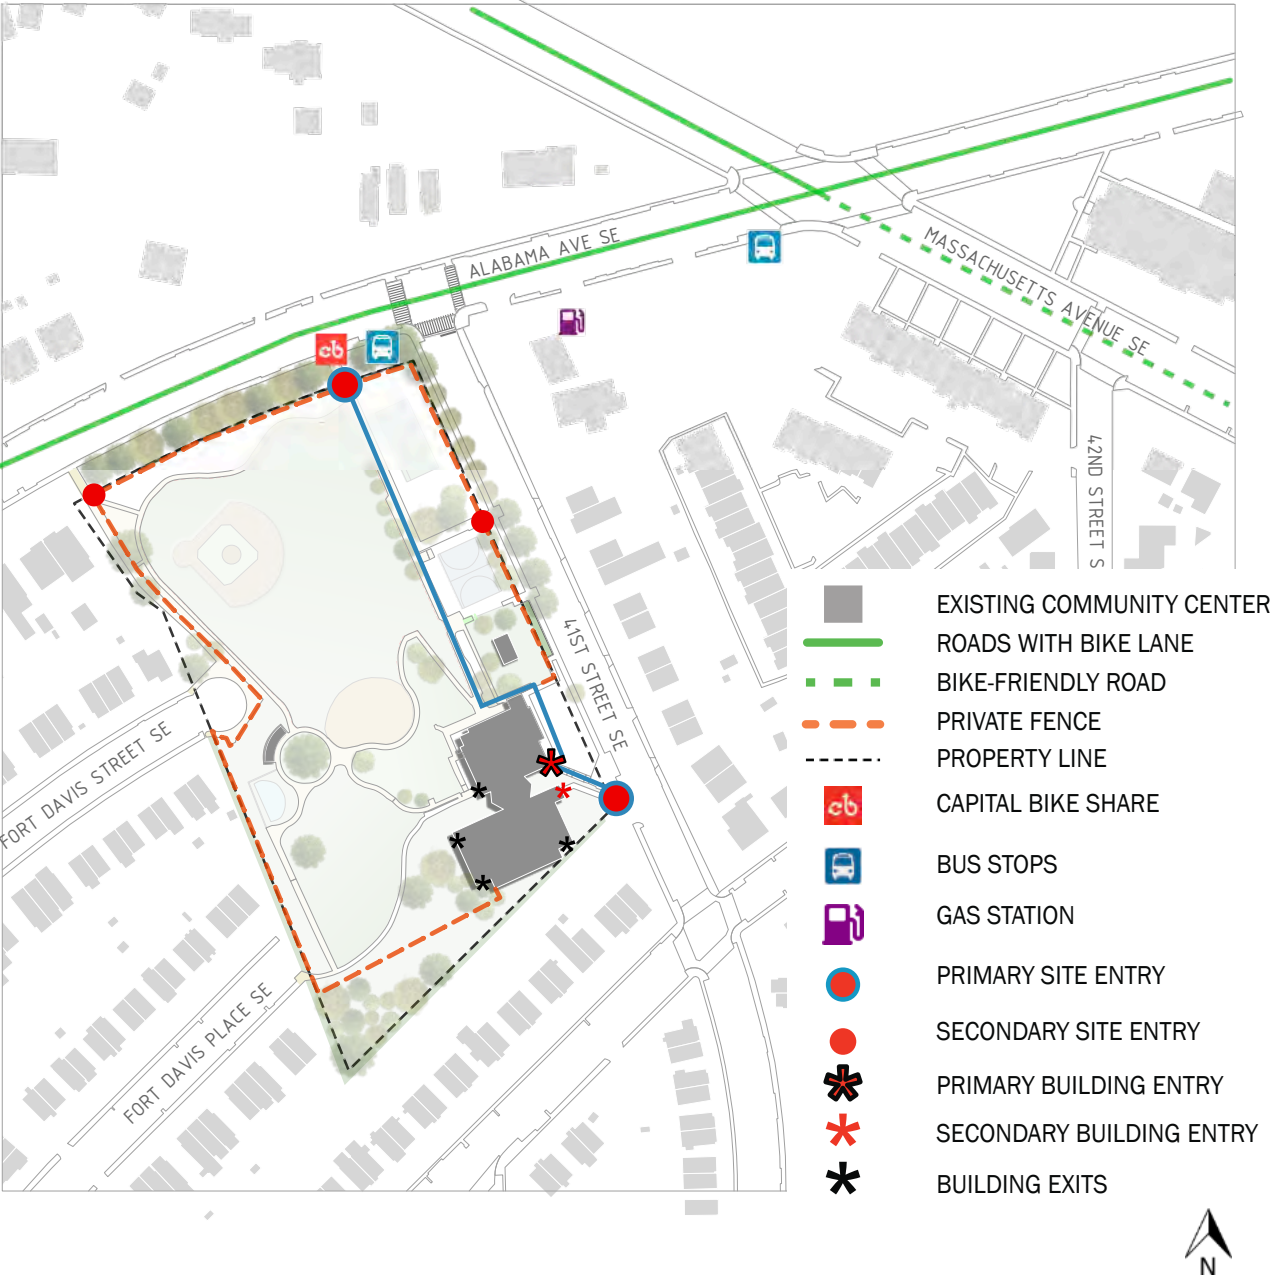 ALABAMA AVE SE
MASSACHUSETTS AVENUE SE
42ND STREET S
41ST STREET SE
FORT DAVIS STREET SE
FORT DAVIS PLACE SE
cb
EXISTING COMMUNITY CENTER
ROADS WITH BIKE LANE
BIKE-FRIENDLY ROAD
PRIVATE FENCE
PROPERTY LINE
cb
CAPITAL BIKE SHARE
BUS STOPS
GAS STATION
PRIMARY SITE ENTRY
SECONDARY SITE ENTRY
PRIMARY BUILDING ENTRY
SECONDARY BUILDING ENTRY
BUILDING EXITS
N